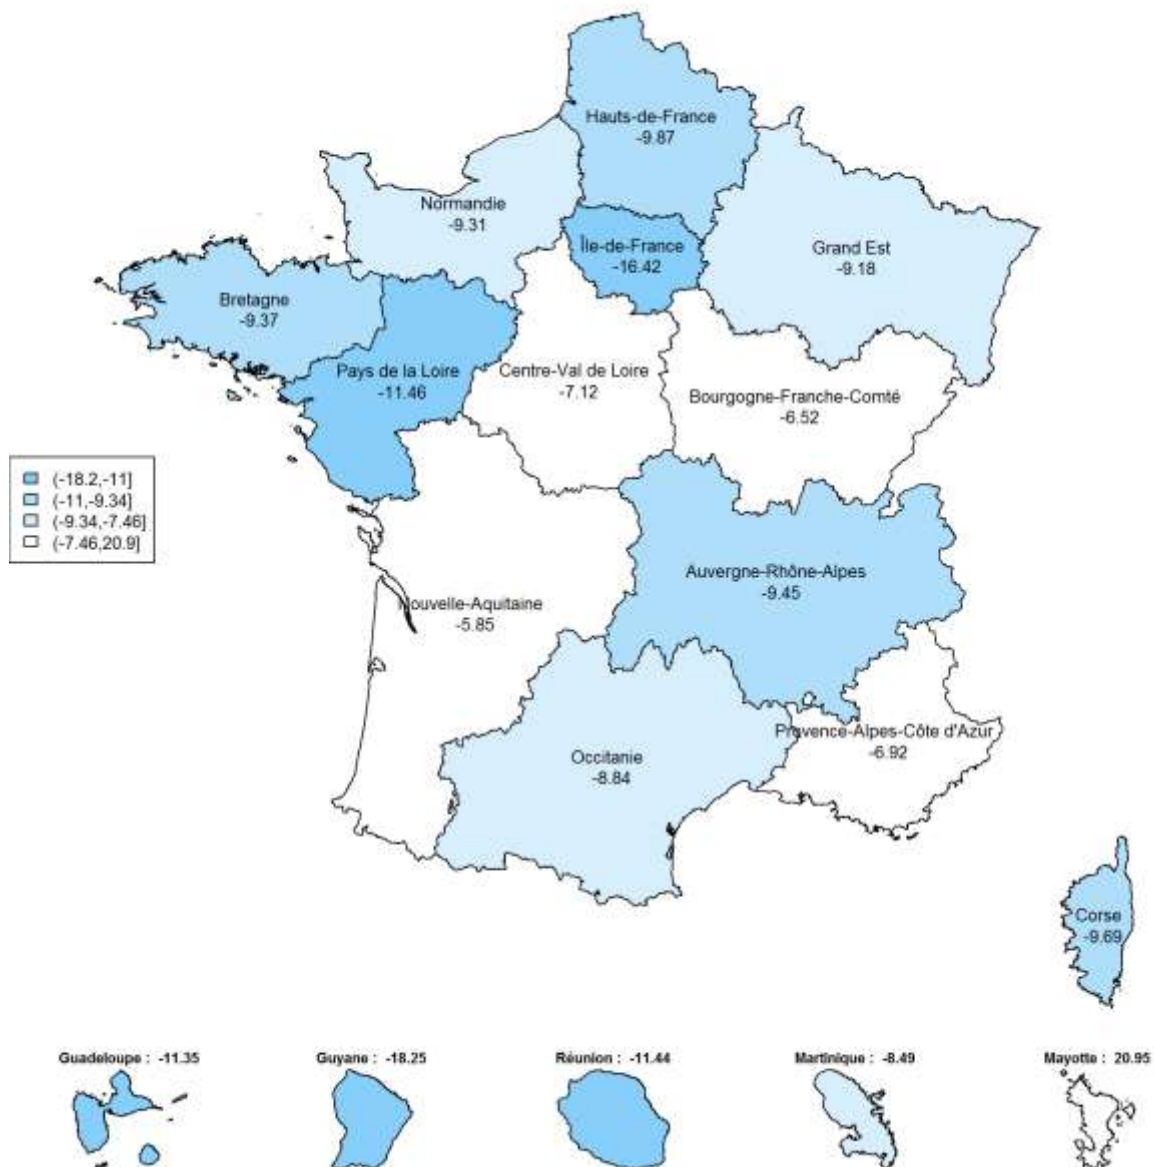 Hauts-de-France
-9.87
Normandie
-9.31
Île-de-France
-16.42
Grand Est
-9.18
Bretagne
-9.37
Pays de la Loire
-11.46
Centre-Val de Loire
-7.12
Bourgogne-Franche-Comté
-6.52
(-18.2,-11]
(-11,-9.34]
(-9.34,-7.46]
(-7.46,20.9]
Auvergne-Rhône-Alpes
-9.45
Nouvelle-Aquitaine
-5.85
Provence-Alpes-Côte d'Azur
-6.92
Occitanie
-8.84
Corse
-9.69
Guadeloupe : -11.35
Guyane : -18.25
Réunion : -11.44
Martinique : -8.49
Mayotte : 20.95